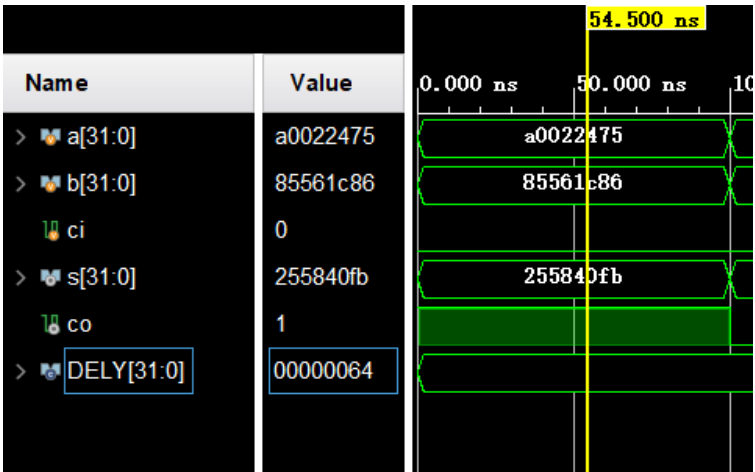 54.500 ns
Name Value 0.000 ns 50.000 ns 10
a[31:0] a0022475 a0022475
b[31:0] 85561c86 85561c86
ci 0
s[31:0] 255840fb 255840fb
co 1
DELY[31:0] 00000064